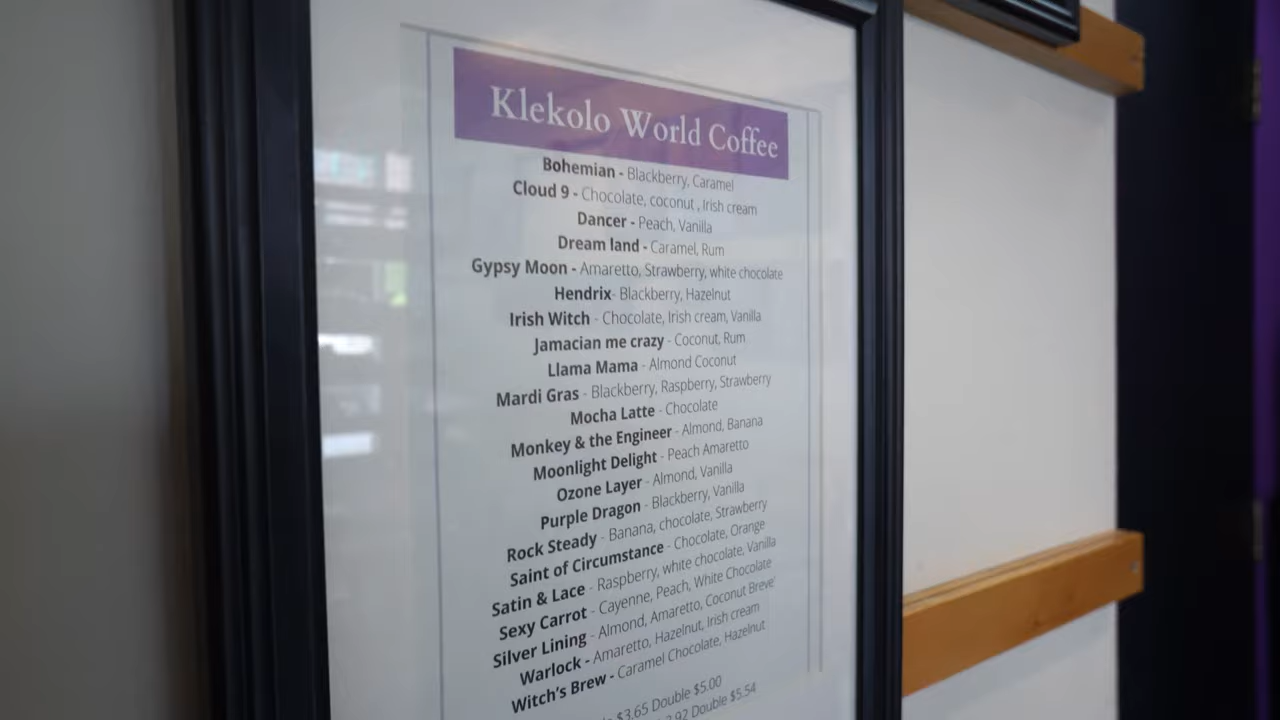 Klekolo World Coffee
Bohemian - Blackberry, Caramel
Cloud 9 - Chocolate, coconut , Irish cream
Dancer - Peach, Vanilla
Dream land - Caramel, Rum
Gypsy Moon - Amaretto, Strawberry, white chocolate
Hendrix- Blackberry, Hazelnut
Irish Witch - Chocolate, Irish cream, Vanilla
Jamacian me crazy - Coconut, Rum
Llama Mama - Almond Coconut
Mardi Gras - Blackberry, Raspberry, Strawberry
Mocha Latte - Chocolate
Monkey & the Engineer - Almond, Banana
Moonlight Delight - Peach Amaretto
Ozone Layer - Almond, Vanilla
Purple Dragon - Blackberry, Vanilla
Rock Steady - Banana, chocolate, Strawberry
Saint of Circumstance - Chocolate, Orange
Satin & Lace - Raspberry, white chocolate, Vanilla
Sexy Carrot - Cayenne, Peach, White Chocolate
Silver Lining - Almond, Amaretto, Coconut Breve
Warlock - Amaretto, Hazelnut, Irish cream
Witch's Brew - Caramel Chocolate, Hazelnut
$3.65 Double $5.00
Double $5.54